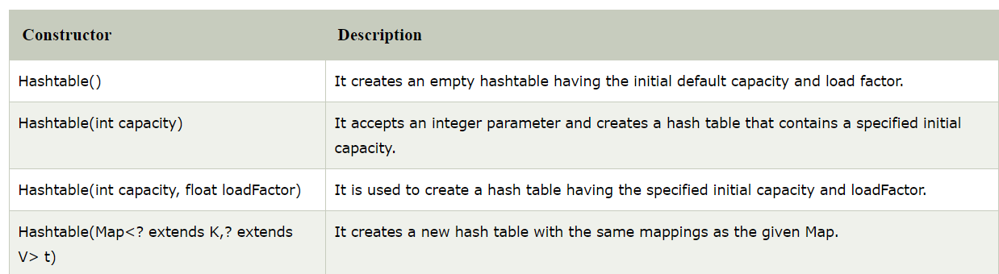 Constructor Description
Hashtable() It creates an empty hashtable having the initial default capacity and load factor.
Hashtable(int capacity) It accepts an integer parameter and creates a hash table that contains a specified initial
capacity.
Hashtable(int capacity, float loadFactor) It is used to create a hash table having the specified initial capacity and loadFactor.
Hashtable(Map<? extends K,? extends It creates a new hash table with the same mappings as the given Map.
V> t)